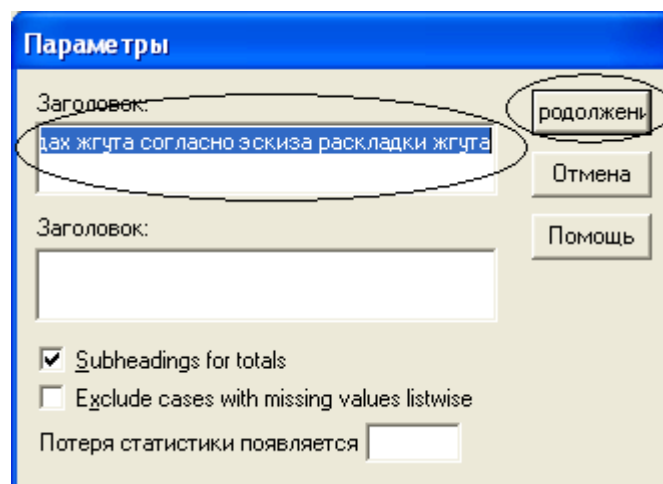 Параметры
Заголовок:
дах жгута согласно эскиза раскладки жгута
родолжени
Отмена
Заголовок:
Помощь
Subheadings for totals
Exclude cases with missing values listwise
Потеря статистики появляется